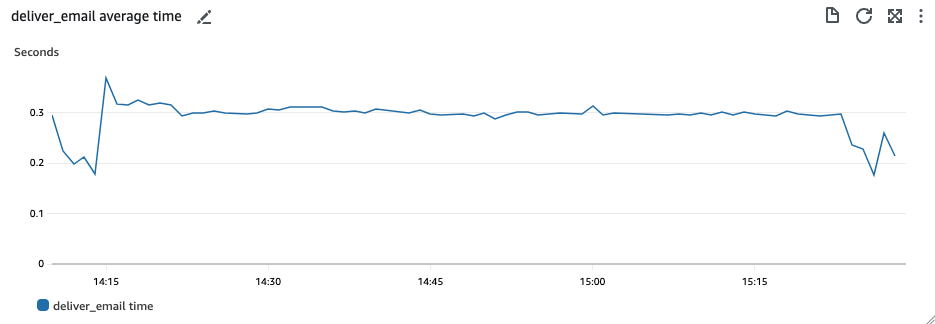 deliver_email average time
Seconds
0.3
0.2
0.1
0
14:15 14:30 14:45 15:00 15:15
deliver_email time